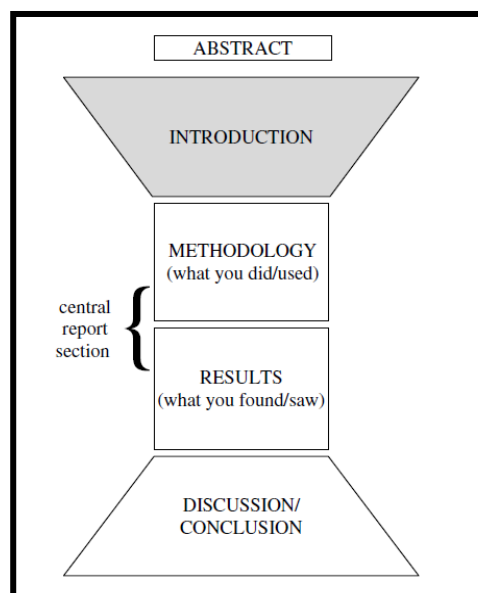 ABSTRACT
INTRODUCTION
METHODOLOGY
(what you did/used)
central
report
section
RESULTS
(what you found/saw)
DISCUSSION/
CONCLUSION